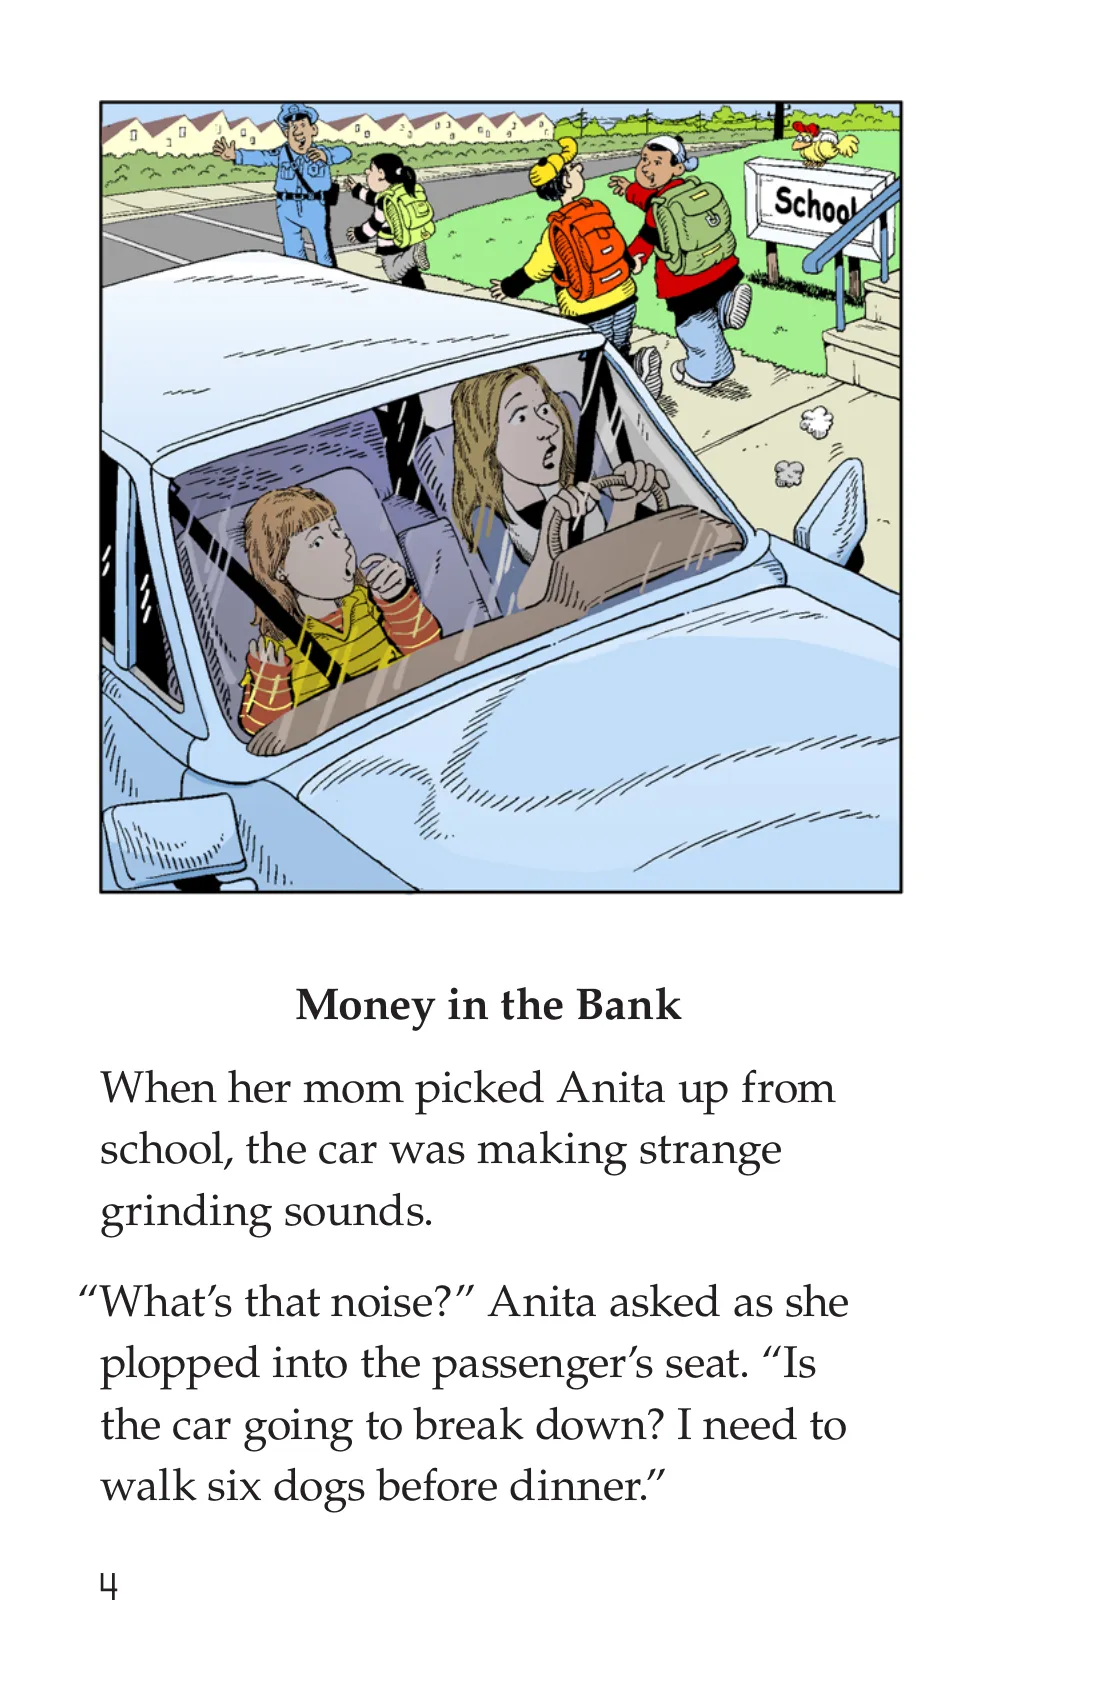 School
Money in the Bank
When her mom picked Anita up from
school, the car was making strange
grinding sounds.
“What’s that noise?” Anita asked as she
plopped into the passenger’s seat. “Is
the car going to break down? I need to
walk six dogs before dinner.”
4